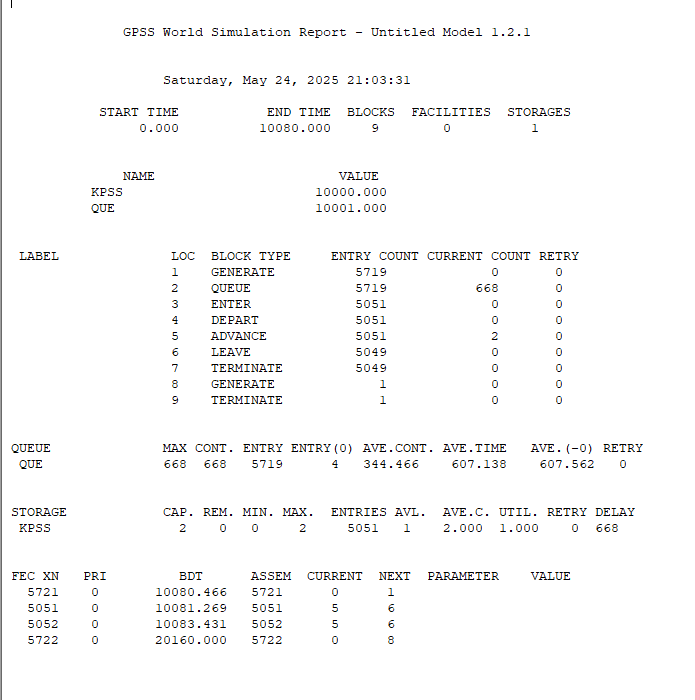 GPSS World Simulation Report - Untitled Model 1.2.1
Saturday, May 24, 2025 21:03:31
START TIME END TIME BLOCKS FACILITIES STORAGES
0.000 10080.000 9 0 1
NAME VALUE
KPSS 10000.000
QUE 10001.000
LABEL LOC BLOCK TYPE ENTRY COUNT CURRENT COUNT RETRY
1 GENERATE 5719 0 0
2 QUEUE 5719 668 0
3 ENTER 5051 0 0
4 DEPART 5051 0 0
5 ADVANCE 5051 2 0
6 LEAVE 5049 0 0
7 TERMINATE 5049 0 0
8 GENERATE 1 0 0
9 TERMINATE 1 0 0
QUEUE MAX CONT. ENTRY ENTRY(0) AVE.CONT. AVE.TIME AVE.(-0) RETRY
QUE 668 668 5719 4 344.466 607.138 607.562 0
STORAGE CAP. REM. MIN. MAX. ENTRIES AVL. AVE.C. UTIL. RETRY DELAY
KPSS 2 0 0 2 5051 1 2.000 1.000 0 668
FEC XN PRI BDT ASSEM CURRENT NEXT PARAMETER VALUE
5721 0 10080.466 5721 0 1
5051 0 10081.269 5051 5 6
5052 0 10083.431 5052 5 6
5722 0 20160.000 5722 0 8